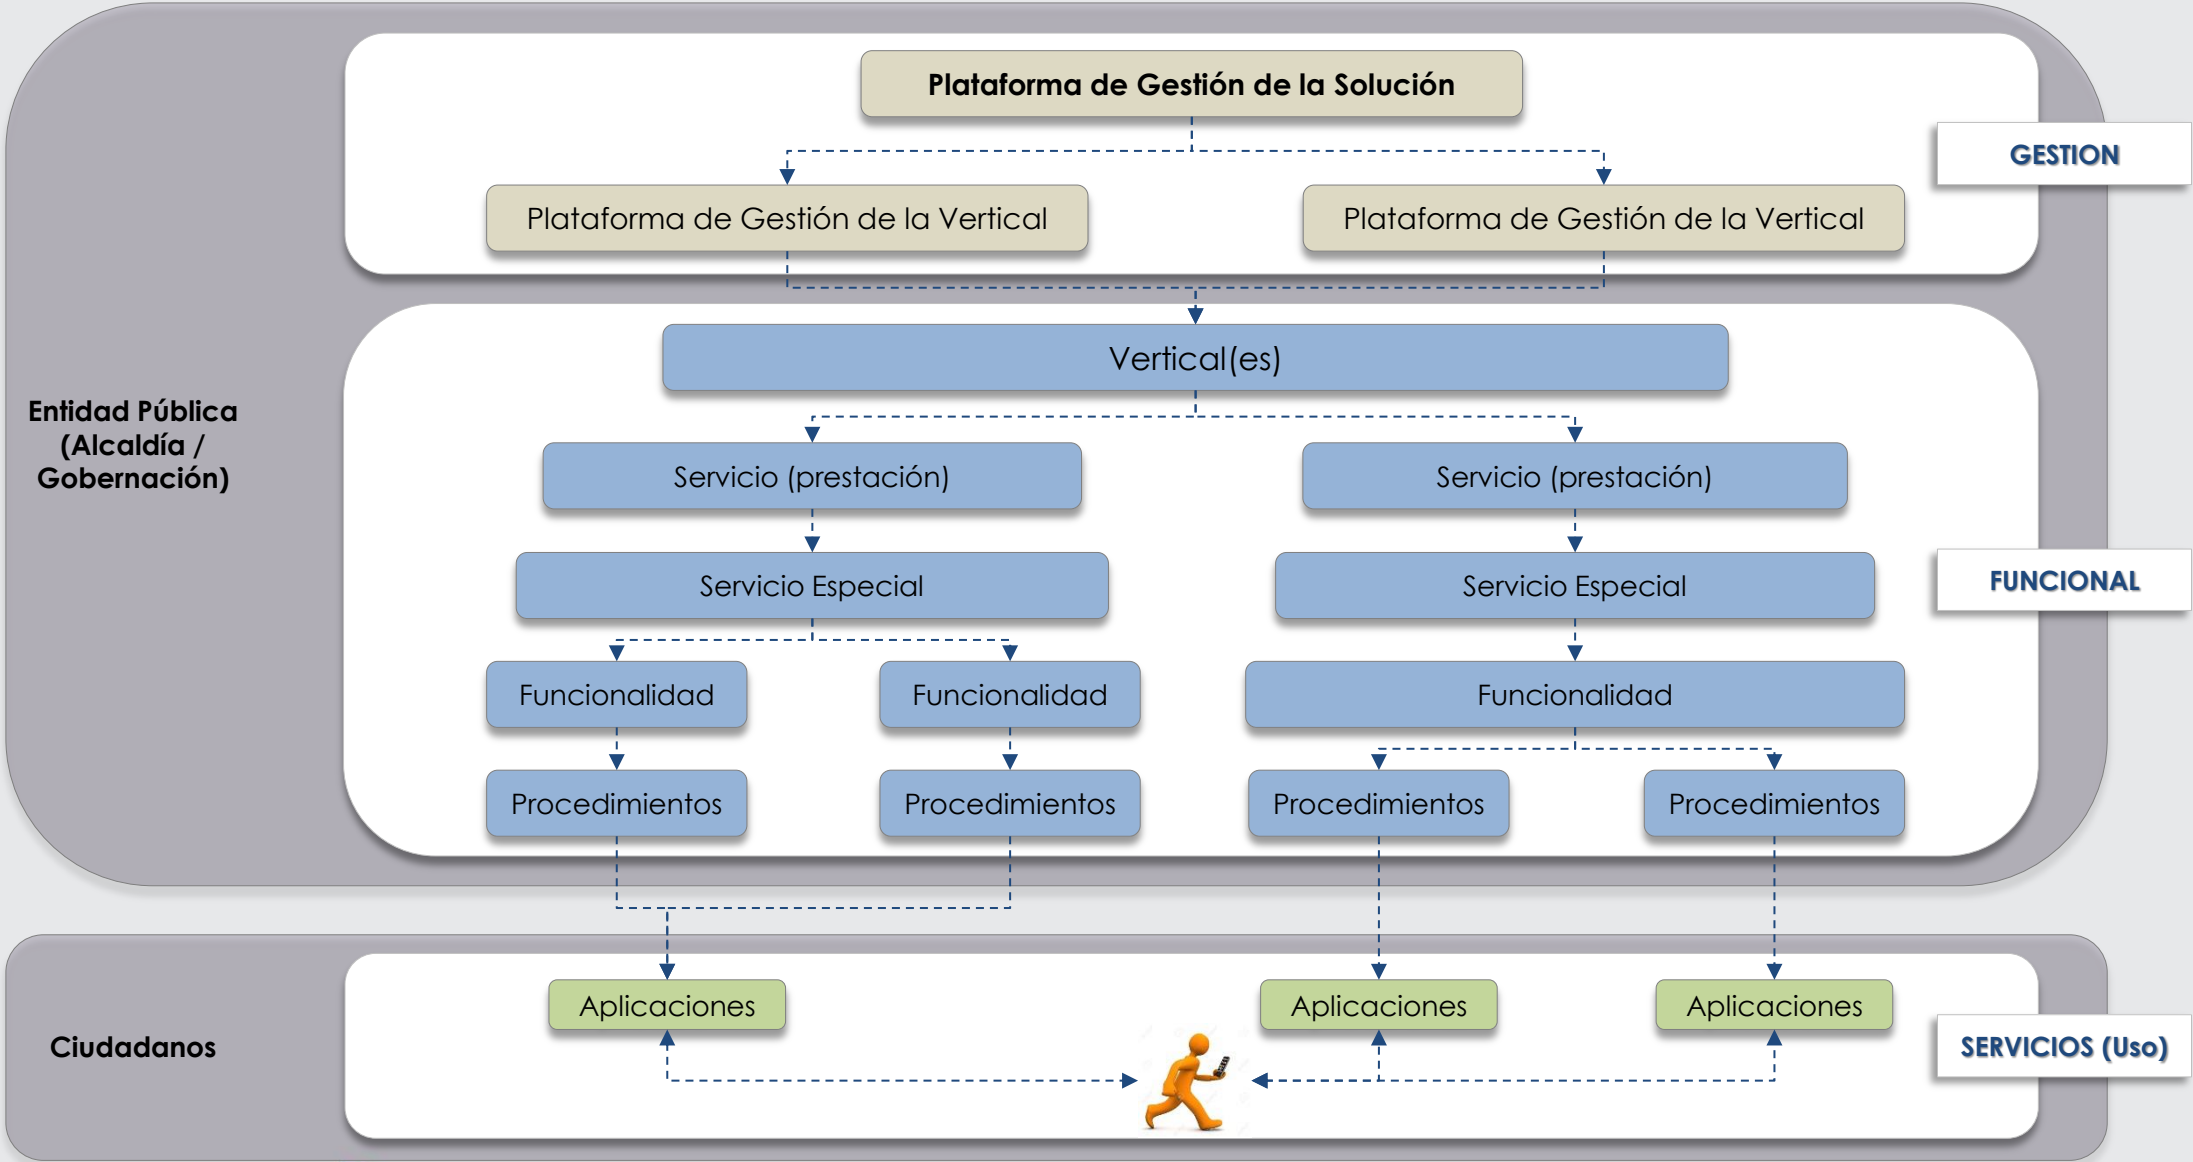 Plataforma de Gestión de la Solución
GESTION
Plataforma de Gestión de la Vertical
Plataforma de Gestión de la Vertical
Vertical(es)
Entidad Pública
(Alcaldía /
Gobernación)
Servicio (prestación)
Servicio (prestación)
Servicio Especial
Servicio Especial
FUNCIONAL
Funcionalidad
Funcionalidad
Funcionalidad
Procedimientos
Procedimientos
Procedimientos
Procedimientos
Aplicaciones
Aplicaciones
Aplicaciones
Ciudadanos
SERVICIOS (Uso)